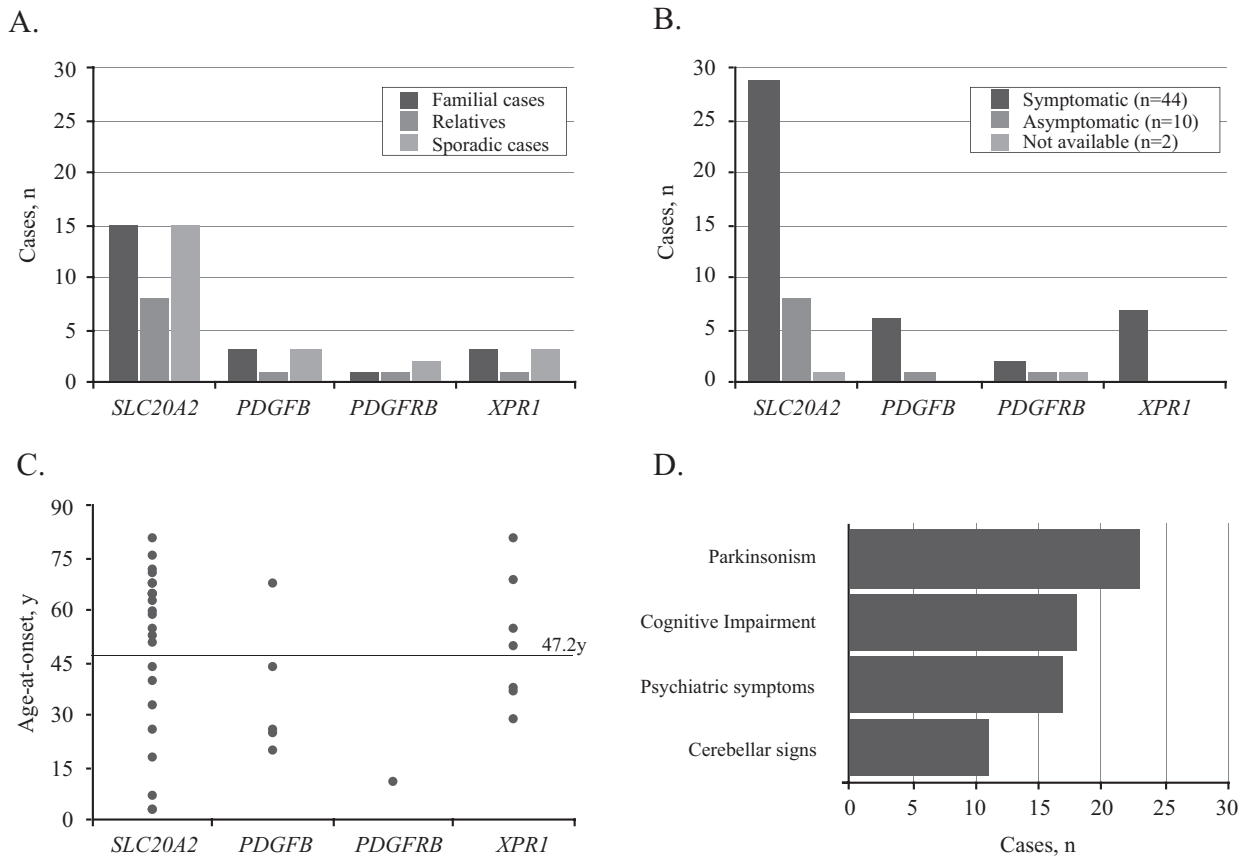 A.
30
25
20
15
10
5
0
Cases, n
Familial cases
Relatives
Sporadic cases
SLC20A2 PDGFB PDGFRB XPR1
B.
30
25
20
15
10
5
0
Cases, n
Symptomatic (n=44)
Asymptomatic (n=10)
Not available (n=2)
SLC20A2 PDGFB PDGFRB XPR1
C.
90
75
60
45
30
15
0
Age-at-onset, y
47.2y
SLC20A2 PDGFB PDGFRB XPR1
D.
Parkinsonism
Cognitive Impairment
Psychiatric symptoms
Cerebellar signs
0 5 10 15 20 25 30
Cases, n